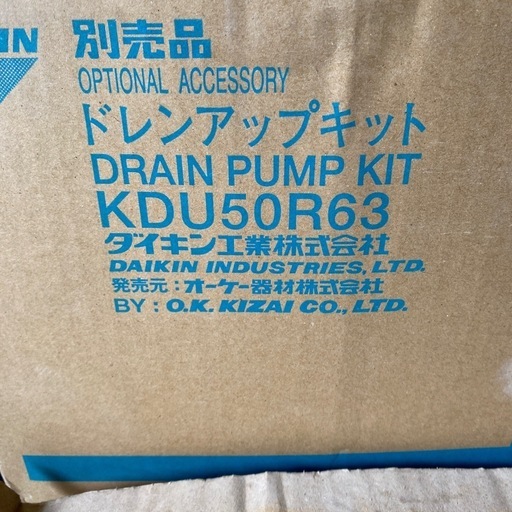 別売品
OPTIONAL ACCESSORY
ドレンアップキット
DRAIN PUMP KIT
KDU50R63
ダイキン工業株式会社
DAIKIN INDUSTRIES, LTD.
発売元：オーケー器材株式会社
BY : O.K. KIZAI CO., LTD.